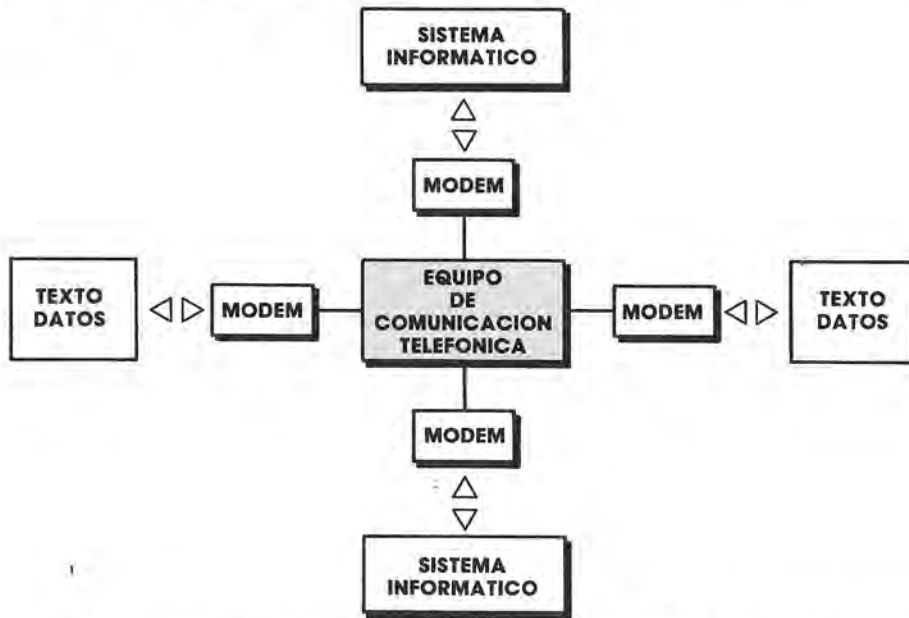 SISTEMA
INFORMATICO
MODEM
TEXTO
DATOS
MODEM
EQUIPO
DE
COMUNICACION
TELEFONICA
MODEM
TEXTO
DATOS
MODEM
SISTEMA
INFORMATICO